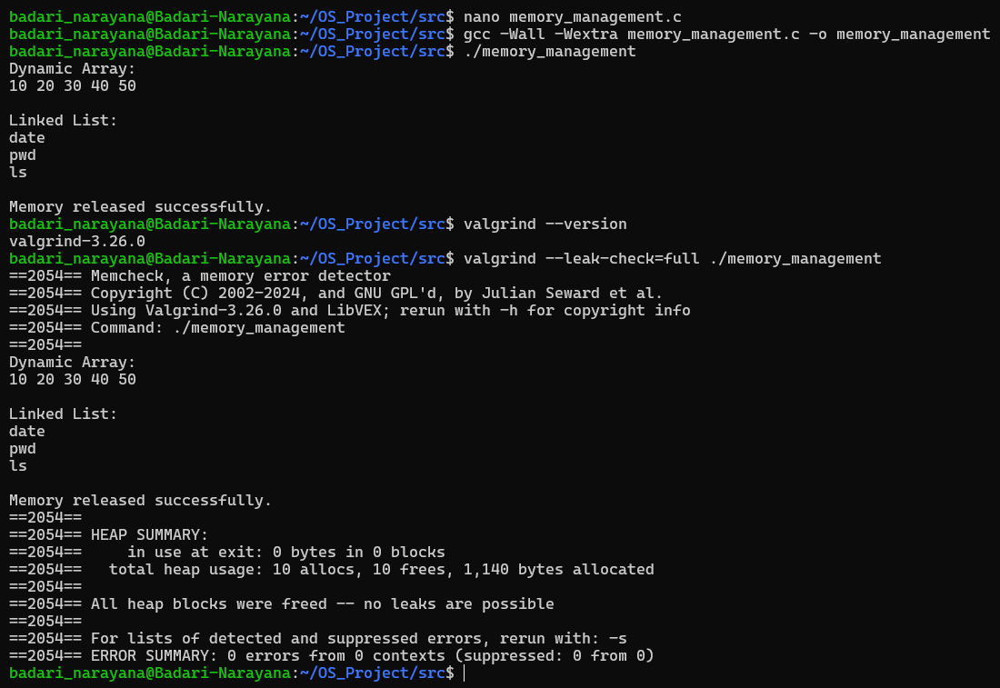 badari_narayana@Badari-Narayana:~/OS_Project/src$ nano memory_management.c
badari_narayana@Badari-Narayana:~/OS_Project/src$ gcc -Wall -Wextra memory_management.c -o memory_management
badari_narayana@Badari-Narayana:~/OS_Project/src$ ./memory_management
Dynamic Array:
10 20 30 40 50

Linked List:
date
pwd
ls

Memory released successfully.
badari_narayana@Badari-Narayana:~/OS_Project/src$ valgrind --version
valgrind-3.26.0
badari_narayana@Badari-Narayana:~/OS_Project/src$ valgrind --leak-check=full ./memory_management
==2054== Memcheck, a memory error detector
==2054== Copyright (C) 2002-2024, and GNU GPL'd, by Julian Seward et al.
==2054== Using Valgrind-3.26.0 and LibVEX; rerun with -h for copyright info
==2054== Command: ./memory_management
==2054==
Dynamic Array:
10 20 30 40 50

Linked List:
date
pwd
ls

Memory released successfully.
==2054==
==2054== HEAP SUMMARY:
==2054==     in use at exit: 0 bytes in 0 blocks
==2054==   total heap usage: 10 allocs, 10 frees, 1,140 bytes allocated
==2054==
==2054== All heap blocks were freed -- no leaks are possible
==2054==
==2054== For lists of detected and suppressed errors, rerun with: -s
==2054== ERROR SUMMARY: 0 errors from 0 contexts (suppressed: 0 from 0)
badari_narayana@Badari-Narayana:~/OS_Project/src$